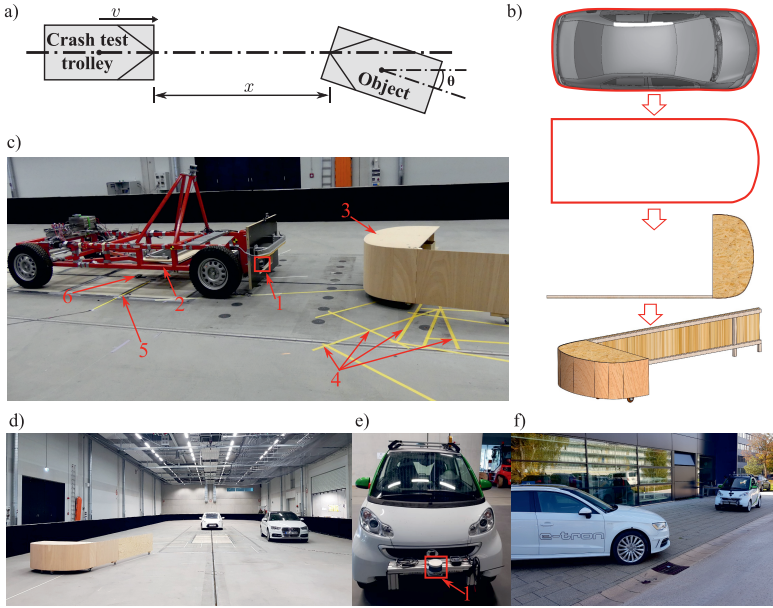 a)
v
Crash test
trolley
x
Object
θ
b)
c)
3
6
2
1
5
4
d)
e)
1
f)
e-tron